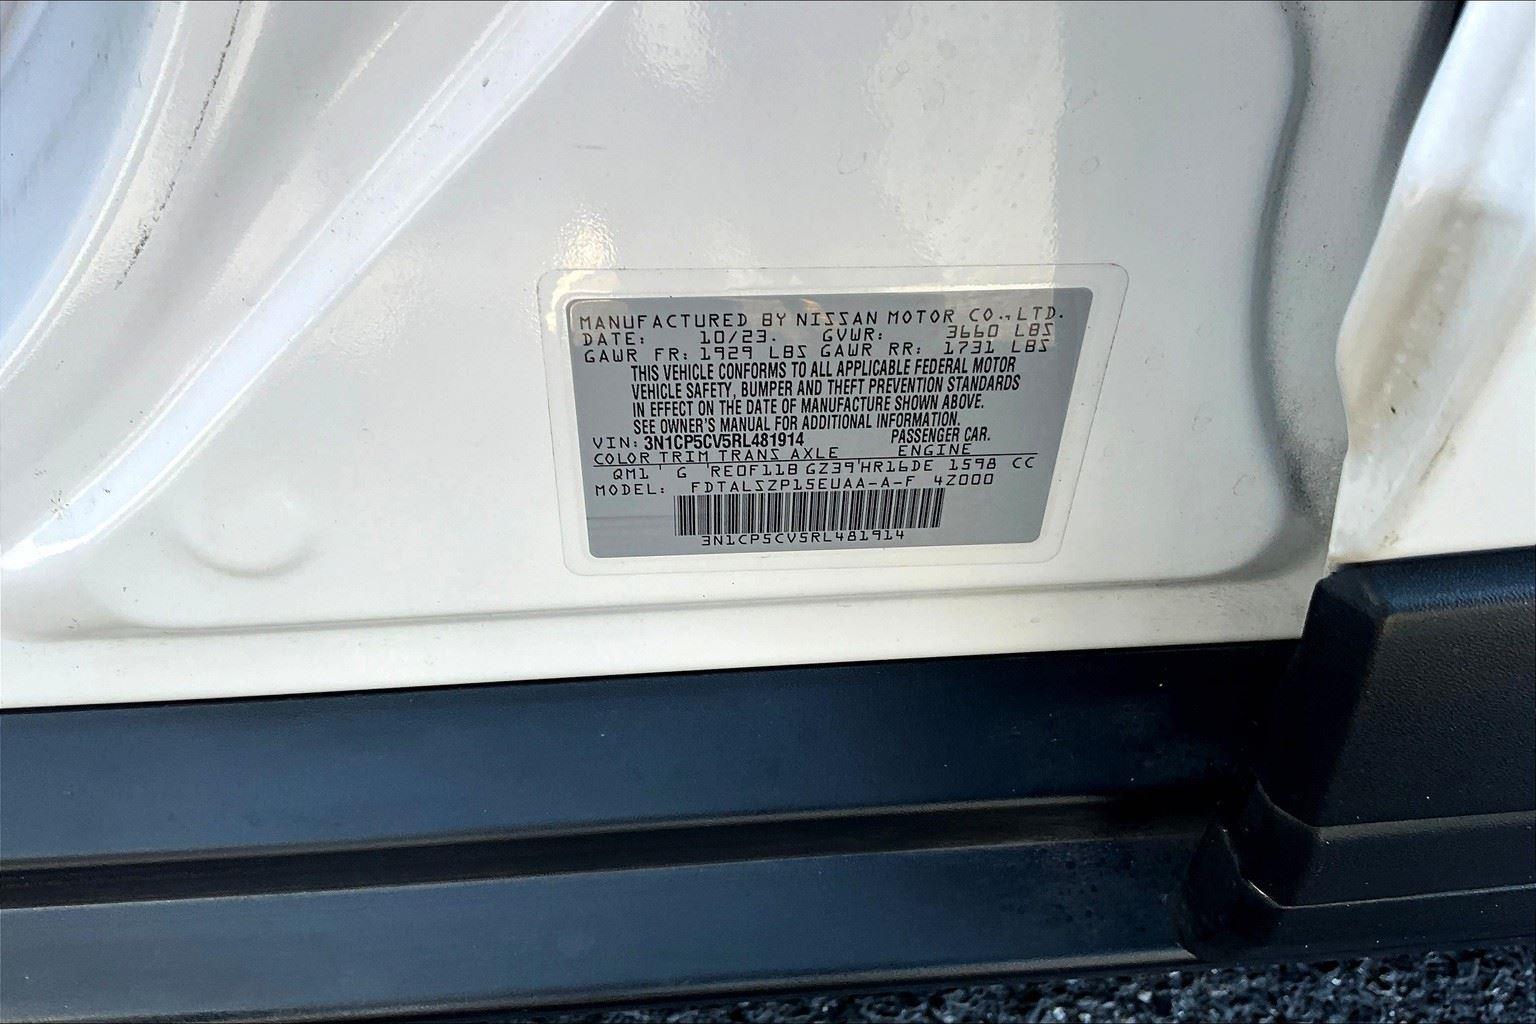 MANUFACTURED BY NISSAN MOTOR CO.,LTD.
DATE: 10/23. GVWR: 3660 LBS
GAWR FR: 1929 LBS GAWR RR: 1731 LBS
THIS VEHICLE CONFORMS TO ALL APPLICABLE FEDERAL MOTOR
VEHICLE SAFETY, BUMPER AND THEFT PREVENTION STANDARDS
IN EFFECT ON THE DATE OF MANUFACTURE SHOWN ABOVE.
SEE OWNER'S MANUAL FOR ADDITIONAL INFORMATION.
VIN: 3N1CP5CV5RL481914 PASSENGER CAR.
COLOR TRIM TRANS AXLE ENGINE
QM1 G RE0F11B GZ39 HR16DE 1598 CC
MODEL: FDTALSZP15EUAA-A-F 4Z000
3N1CP5CV5RL481914